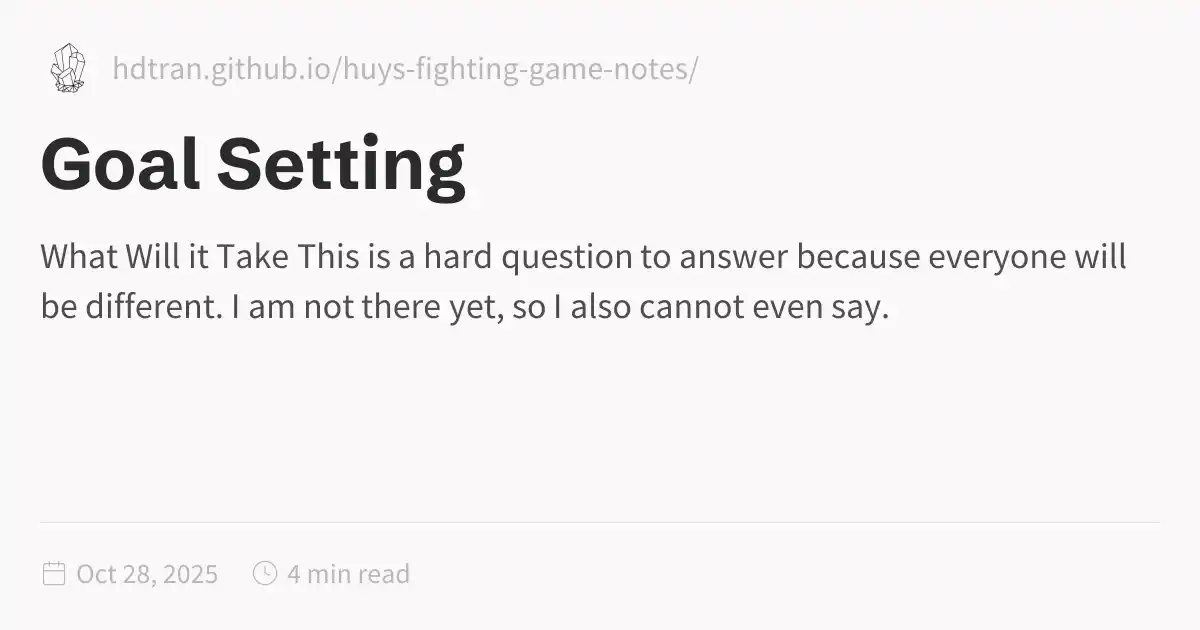 hdtran.github.io/huys-fighting-game-notes/
Goal Setting
What Will it Take This is a hard question to answer because everyone will
be different. I am not there yet, so I also cannot even say.
Oct 28, 2025
4 min read